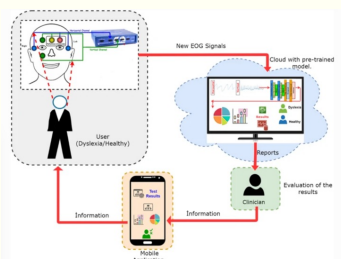 New EOG Signals
Cloud with pre-trained
model.
Results
Dyslexia
Healthy
User
(Dyslexia/Healthy)
Reports
Clinician
Evaluation of the
results
Test
Results
Information
Information
Mobile